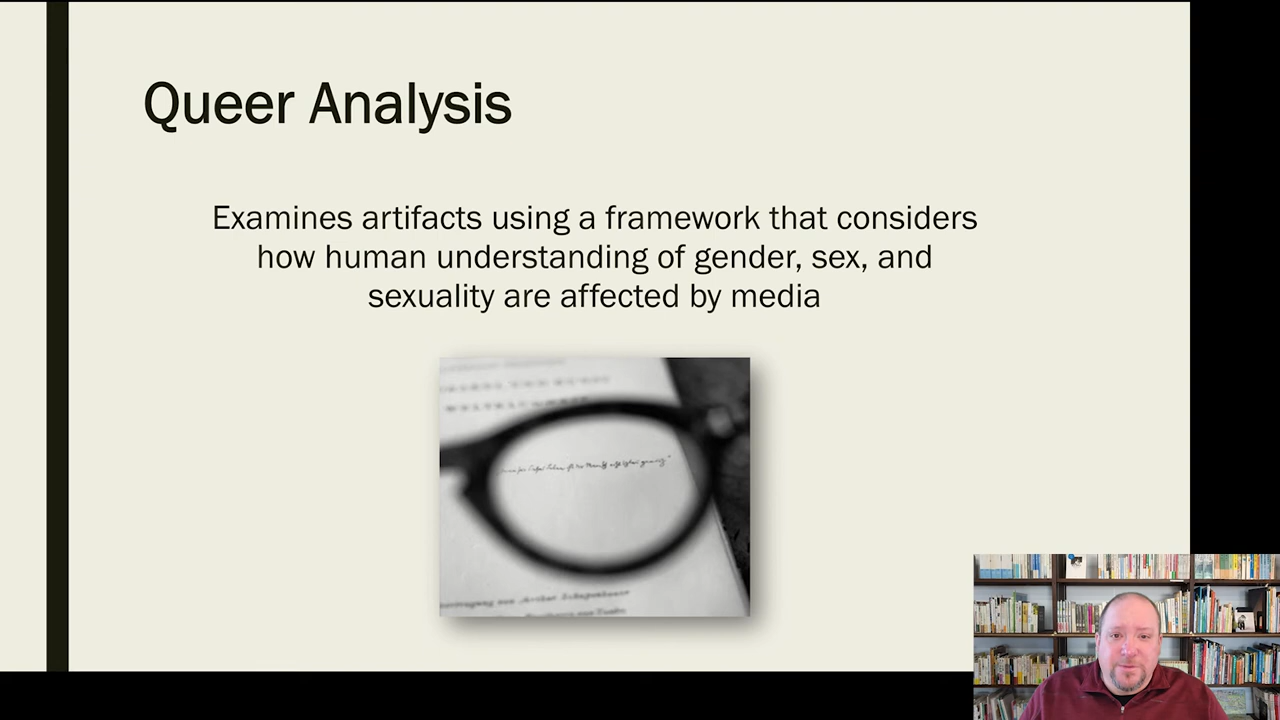 Queer Analysis
Examines artifacts using a framework that considers
how human understanding of gender, sex, and
sexuality are affected by media